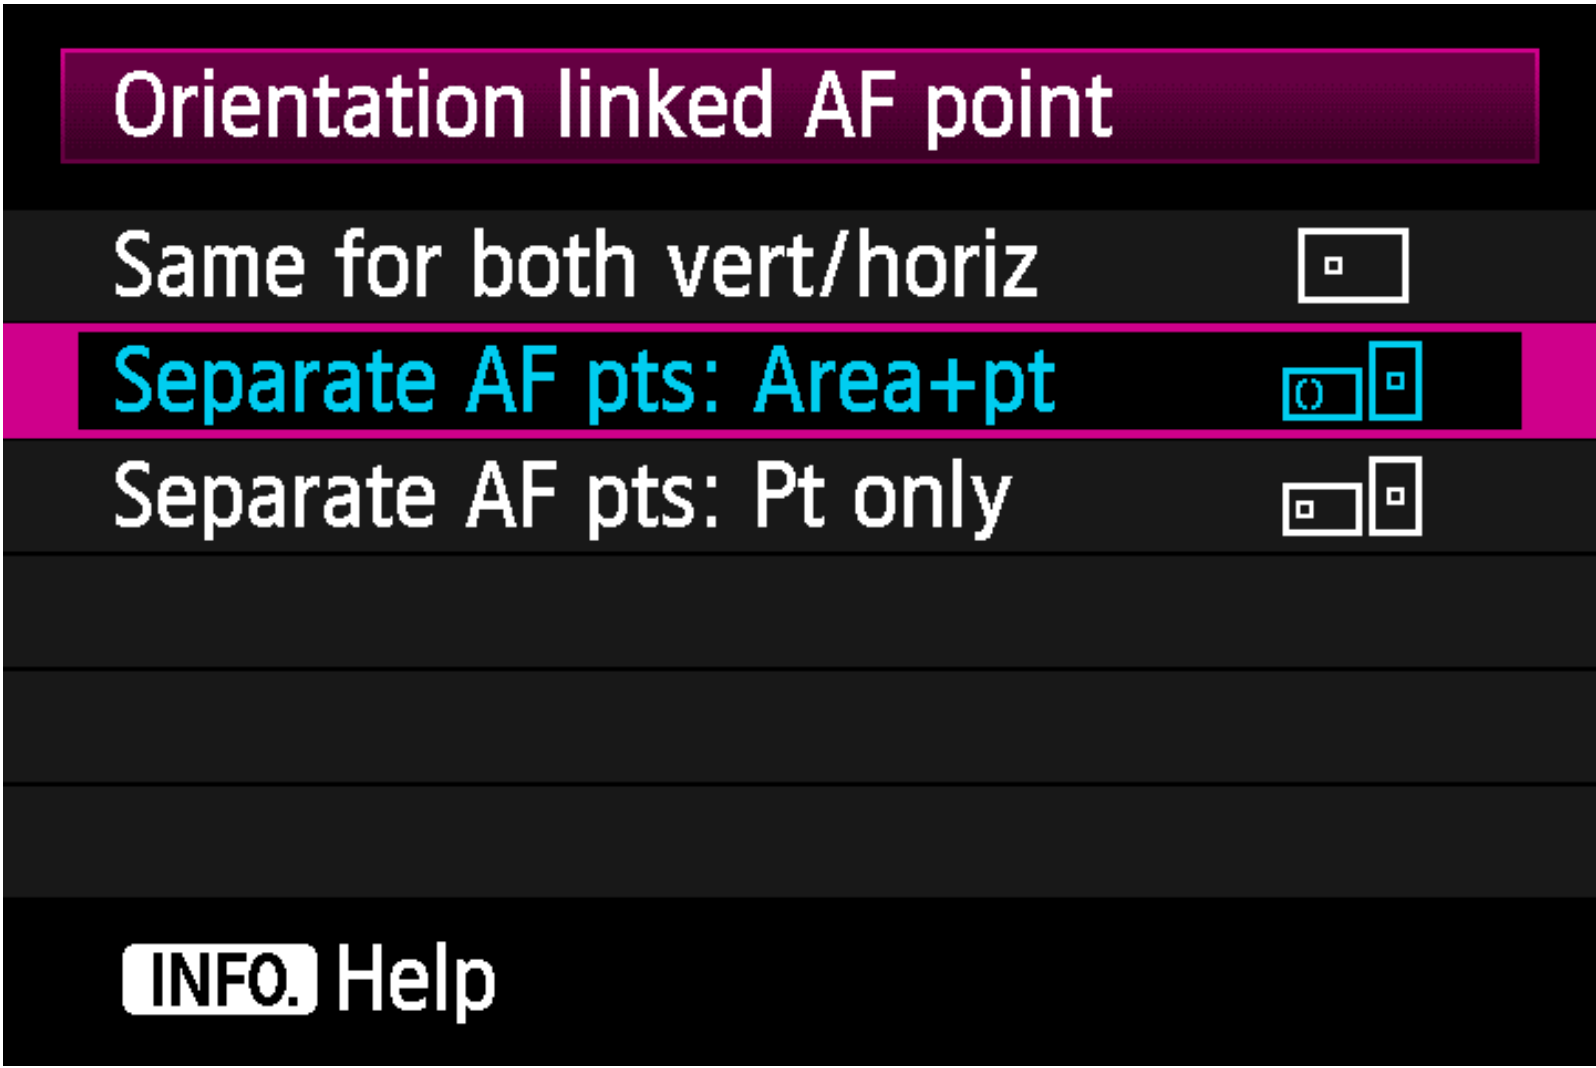 Orientation linked AF point
Same for both vert/horiz
Separate AF pts: Area+pt
Separate AF pts: Pt only
INFO. Help